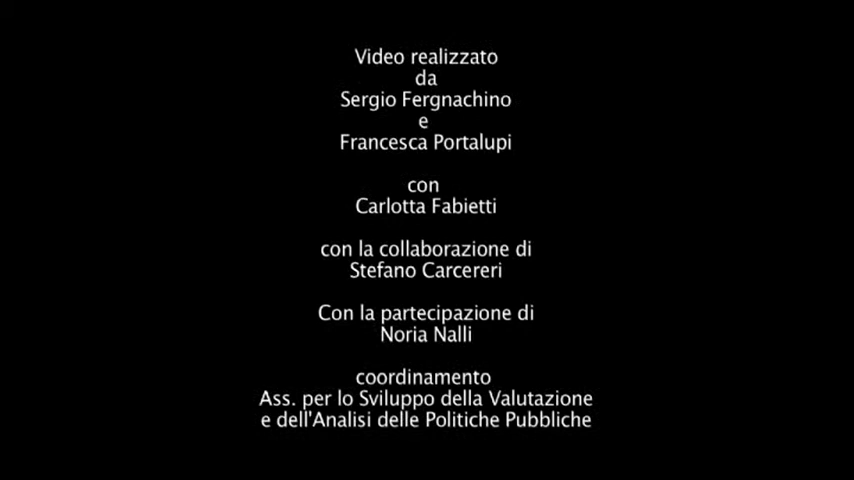 Video realizzato
da
Sergio Fergnachino
e
Francesca Portalupi
con
Carlotta Fabietti
con la collaborazione di
Stefano Carcereri
Con la partecipazione di
Noria Nalli
coordinamento
Ass. per lo Sviluppo della Valutazione
e dell'Analisi delle Politiche Pubbliche